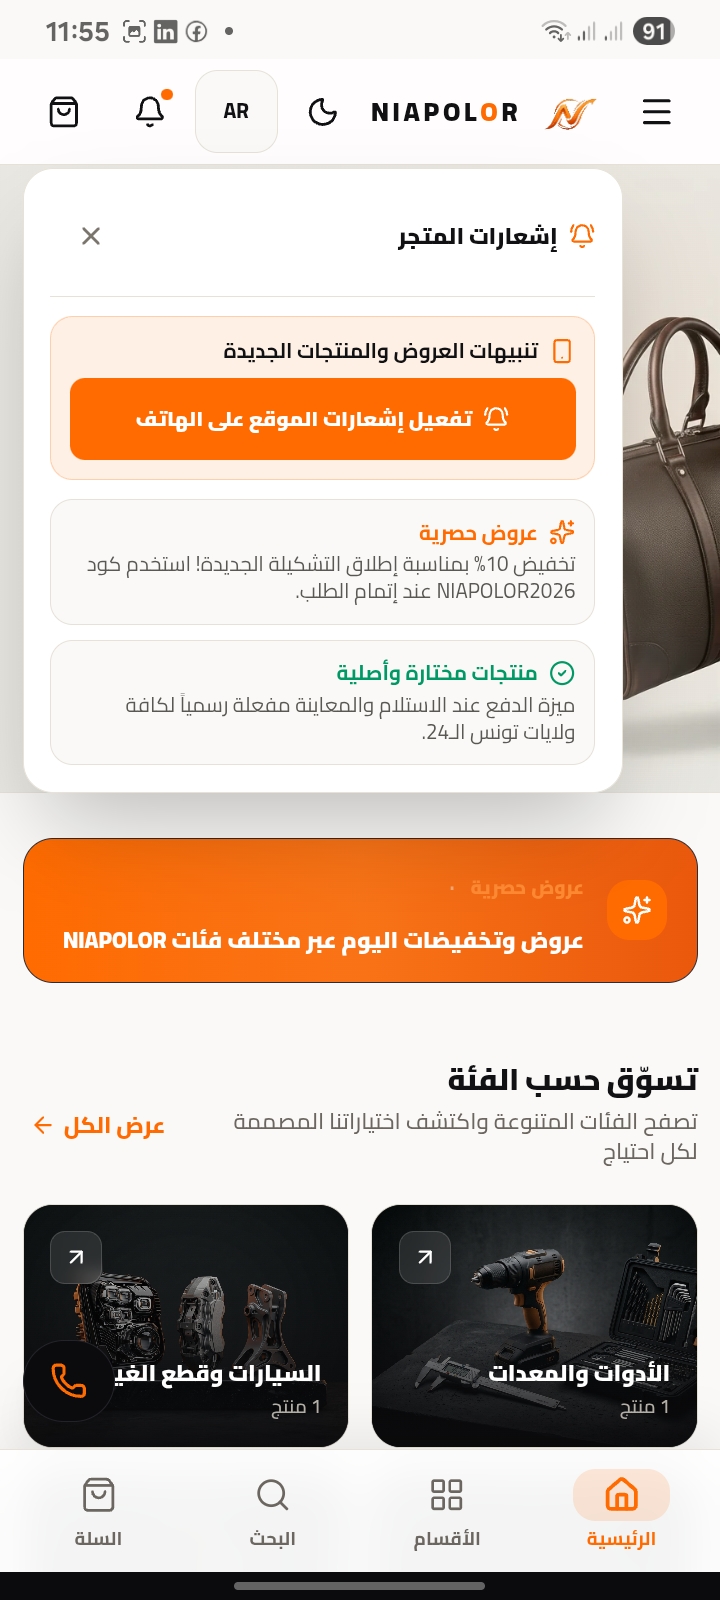 11:55
91
NIAPOLOR
AR
إشعارات المتجر
تنبيهات العروض والمنتجات الجديدة
تفعيل إشعارات الموقع على الهاتف
عروض حصرية
تخفيض 10% بمناسبة إطلاق التشكيلة الجديدة! استخدم كود
NIAPOLOR2026 عند إتمام الطلب.
منتجات مختارة وأصلية
ميزة الدفع عند الاستلام والمعاينة مفعلة رسمياً لكافة
ولايات تونس الـ24.
عروض حصرية ·
عروض وتخفيضات اليوم عبر مختلف فئات NIAPOLOR
تسوّق حسب الفئة
تصفح الفئات المتنوعة واكتشف اختياراتنا المصممة
لكل احتياج
عرض الكل
الأدوات والمعدات
1 منتج
السيارات وقطع الغي
1 منتج
الرئيسية
الأقسام
البحث
السلة